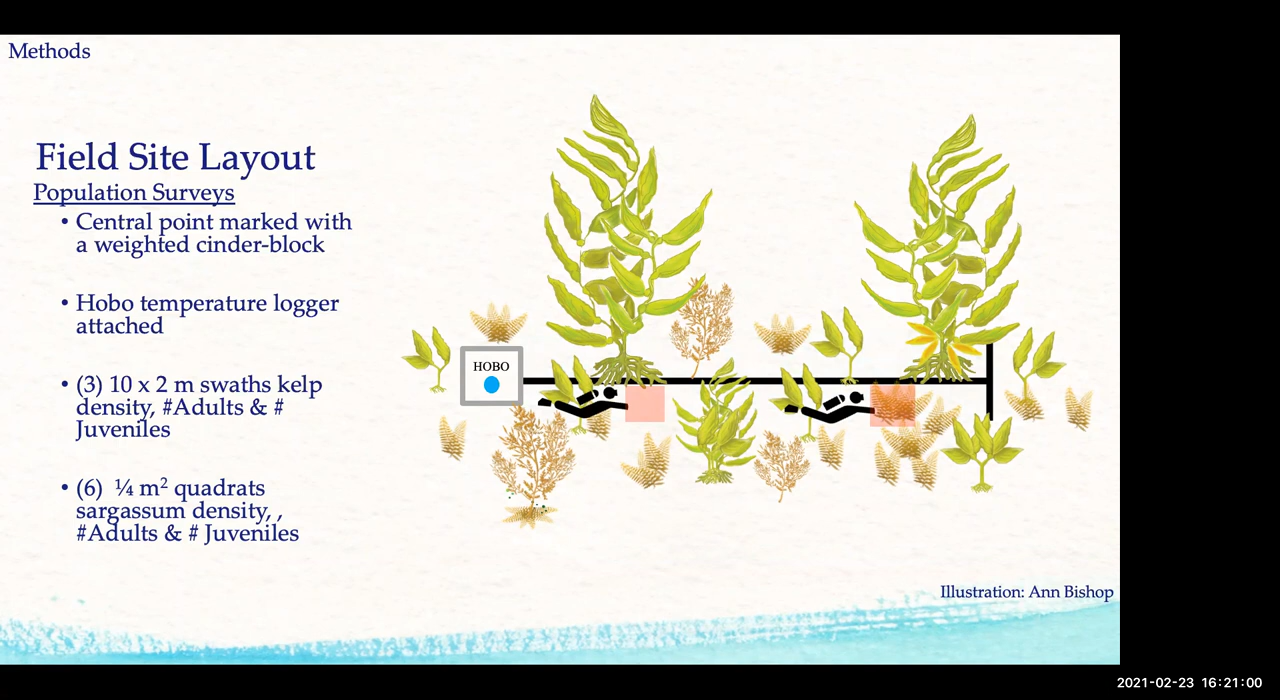 Methods
Field Site Layout
Population Surveys
• Central point marked with
a weighted cinder-block
• Hobo temperature logger
attached
• (3) 10 x 2 m swaths kelp
density, #Adults & #
Juveniles
• (6)  ¼ m² quadrats
sargassum density, ,
#Adults & # Juveniles
HOBO
Illustration: Ann Bishop
2021-02-23 16:21:00